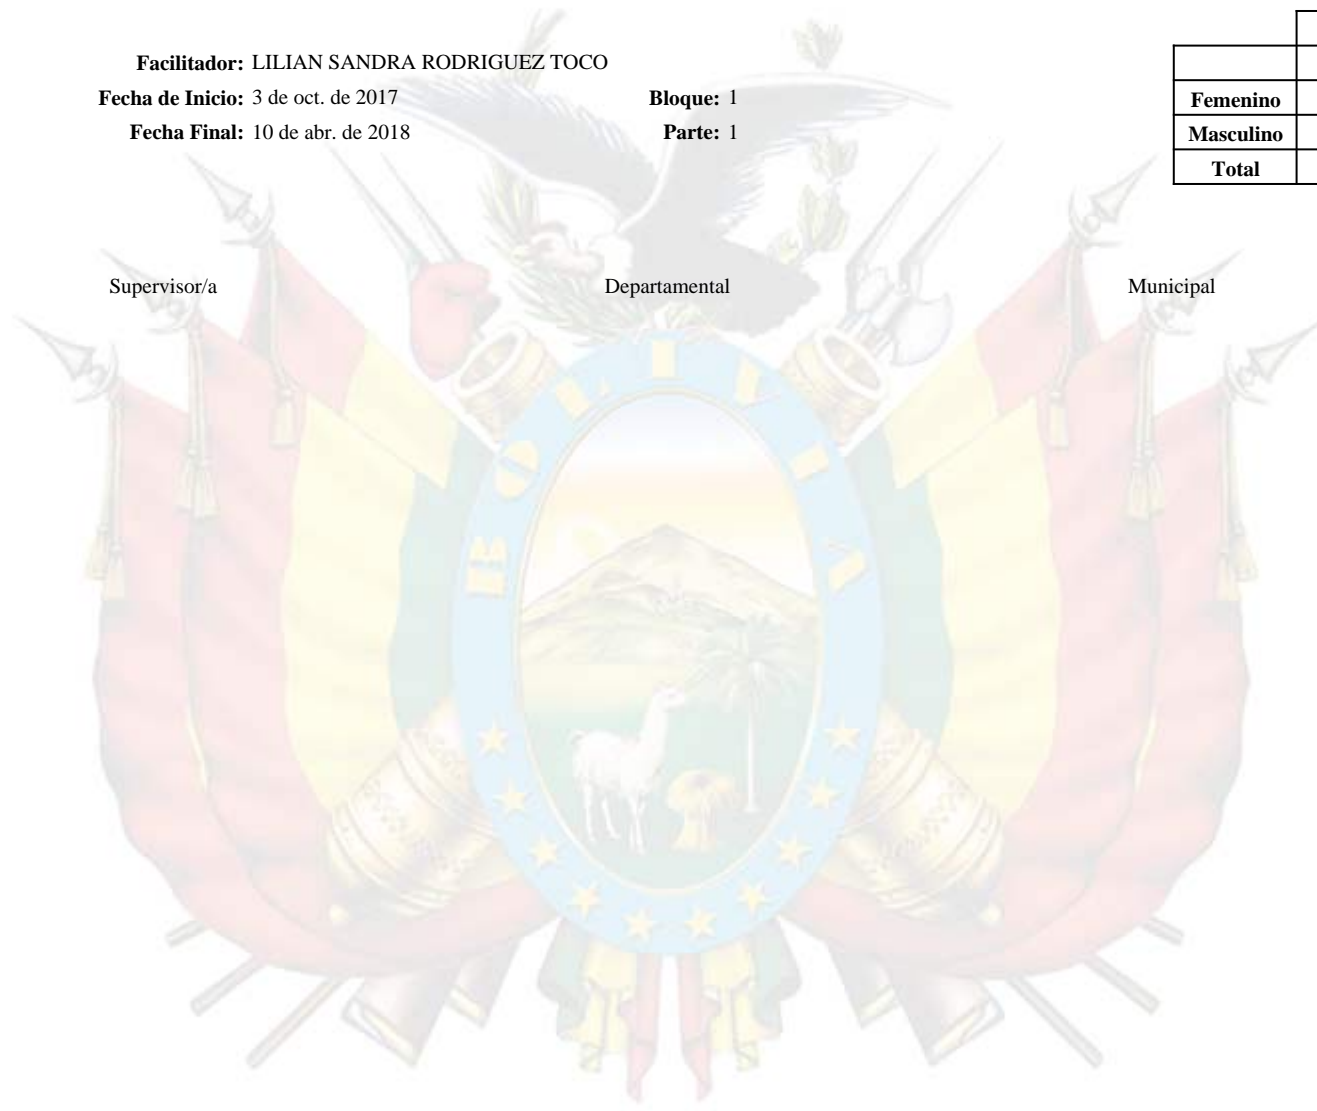 Facilitador: LILIAN SANDRA RODRIGUEZ TOCO
Fecha de Inicio: 3 de oct. de 2017 Bloque: 1
Fecha Final: 10 de abr. de 2018 Parte: 1
Femenino
Masculino
Total
Supervisor/a Departamental Municipal
BOLIVIA